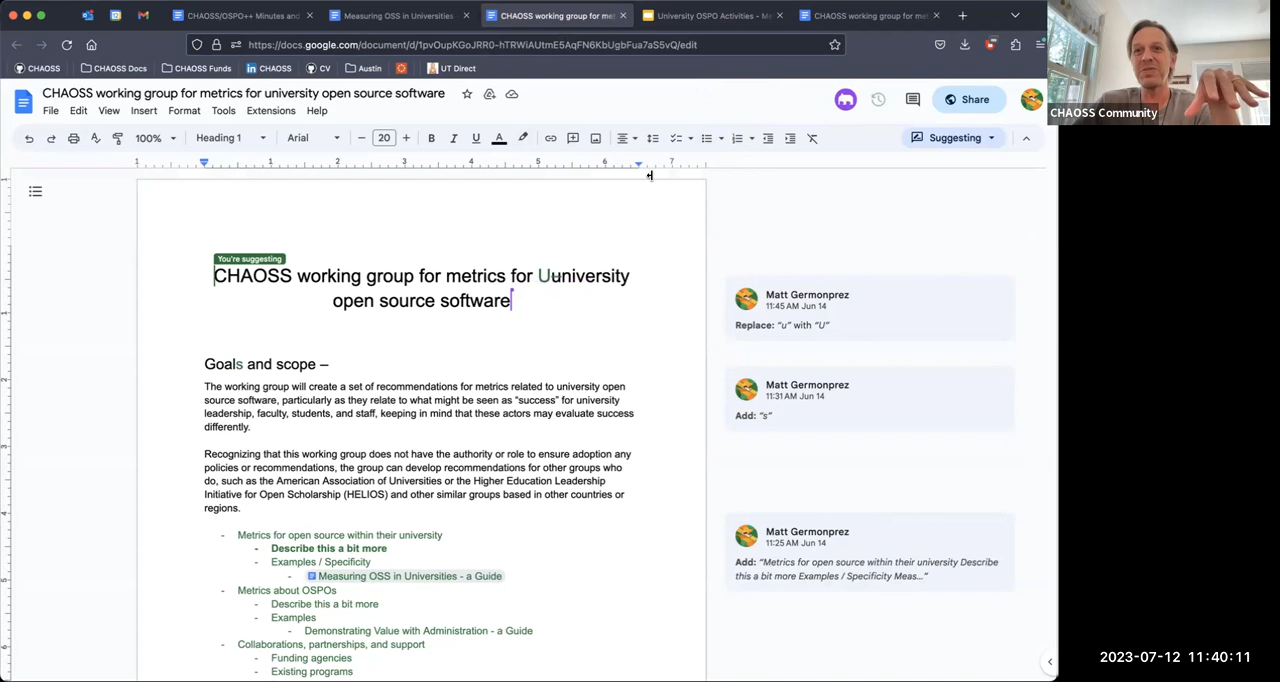 CHAOSS/OSPO++ Minutes and
Measuring OSS in Universities
CHAOSS working group for me
University OSPO Activities - Me
CHAOSS working group for met
https://docs.google.com/document/d/1pvOupKGoJRR0-hTRWiAUtmE5AqFN6KbUgbFua7aS5vQ/edit
CHAOSS
CHAOSS Docs
CHAOSS Funds
CHAOSS
CV
Austin
UT Direct
CHAOSS Community
CHAOSS working group for metrics for university open source software
File Edit View Insert Format Tools Extensions Help
Share
100%
Heading 1
Arial
20
B I U A
Suggesting
1 1 2 3 4 5 6 7
You're suggesting
CHAOSS working group for metrics for Uuniversity
open source software
Goals and scope –
The working group will create a set of recommendations for metrics related to university open
source software, particularly as they relate to what might be seen as “success” for university
leadership, faculty, students, and staff, keeping in mind that these actors may evaluate success
differently.
Recognizing that this working group does not have the authority or role to ensure adoption any
policies or recommendations, the group can develop recommendations for other groups who
do, such as the American Association of Universities or the Higher Education Leadership
Initiative for Open Scholarship (HELIOS) and other similar groups based in other countries or
regions.
- Metrics for open source within their university
- Describe this a bit more
- Examples / Specificity
- Measuring OSS in Universities - a Guide
- Metrics about OSPOs
- Describe this a bit more
- Examples
- Demonstrating Value with Administration - a Guide
- Collaborations, partnerships, and support
- Funding agencies
- Existing programs
Matt Germonprez
11:45 AM Jun 14
Replace: “u” with “U”
Matt Germonprez
11:31 AM Jun 14
Add: “s”
Matt Germonprez
11:25 AM Jun 14
Add: “Metrics for open source within their university Describe
this a bit more Examples / Specificity Meas...”
2023-07-12 11:40:11